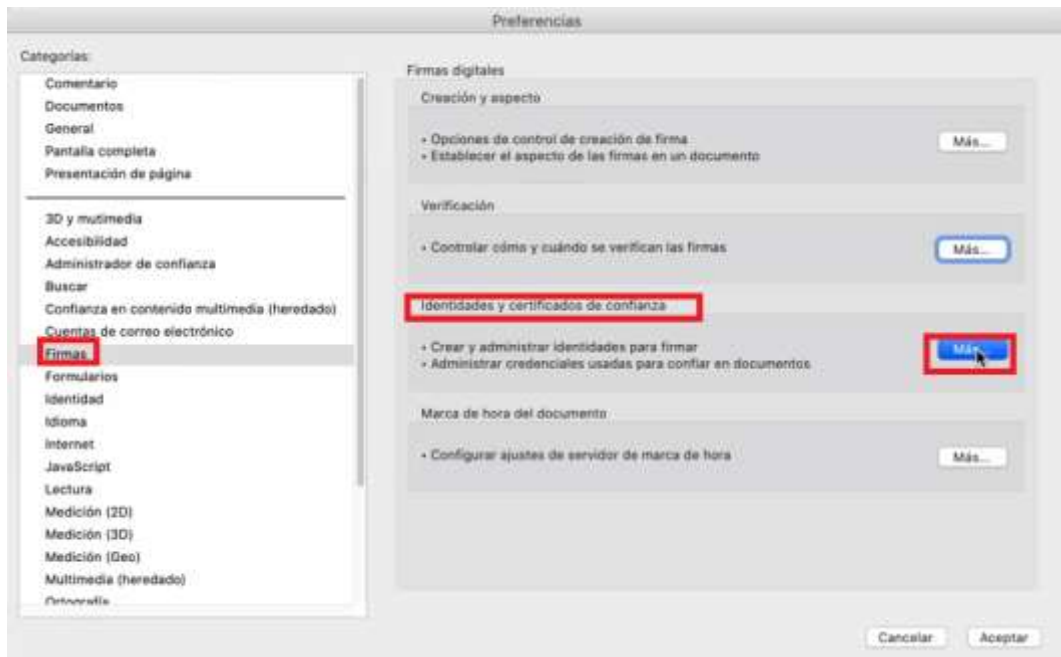 Preferencias
Categorías:
Comentario
Documentos
General
Pantalla completa
Presentación de página
3D y mutimedia
Accesibilidad
Administrador de confianza
Buscar
Confianza en contenido multimedia (heredado)
Cuentas de correo electrónico
Firmas
Formularios
Identidad
Idioma
Internet
JavaScript
Lectura
Medición (2D)
Medición (3D)
Medición (Geo)
Multimedia (heredado)
Ortografía
Firmas digitales
Creación y aspecto
• Opciones de control de creación de firma
• Establecer el aspecto de las firmas en un documento
Más...
Verificación
• Controlar cómo y cuándo se verifican las firmas
Más...
Identidades y certificados de confianza
• Crear y administrar identidades para firmar
• Administrar credenciales usadas para confiar en documentos
Más...
Marca de hora del documento
• Configurar ajustes de servidor de marca de hora
Más...
Cancelar
Aceptar